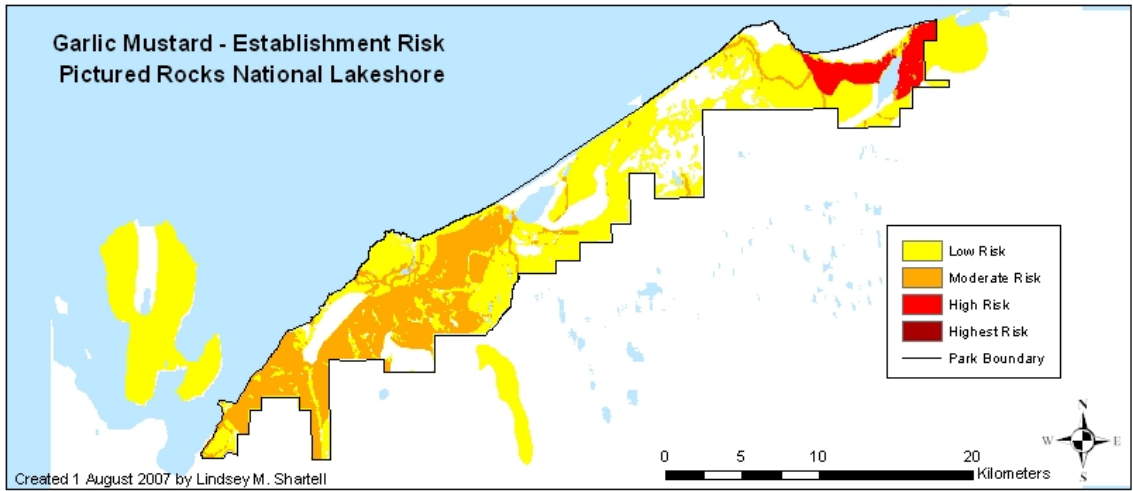 Garlic Mustard - Establishment Risk
Pictured Rocks National Lakeshore
Low Risk
Moderate Risk
High Risk
Highest Risk
Park Boundary
N
W E
S
0 5 10 20
Kilometers
Created 1 August 2007 by Lindsey M. Shartell